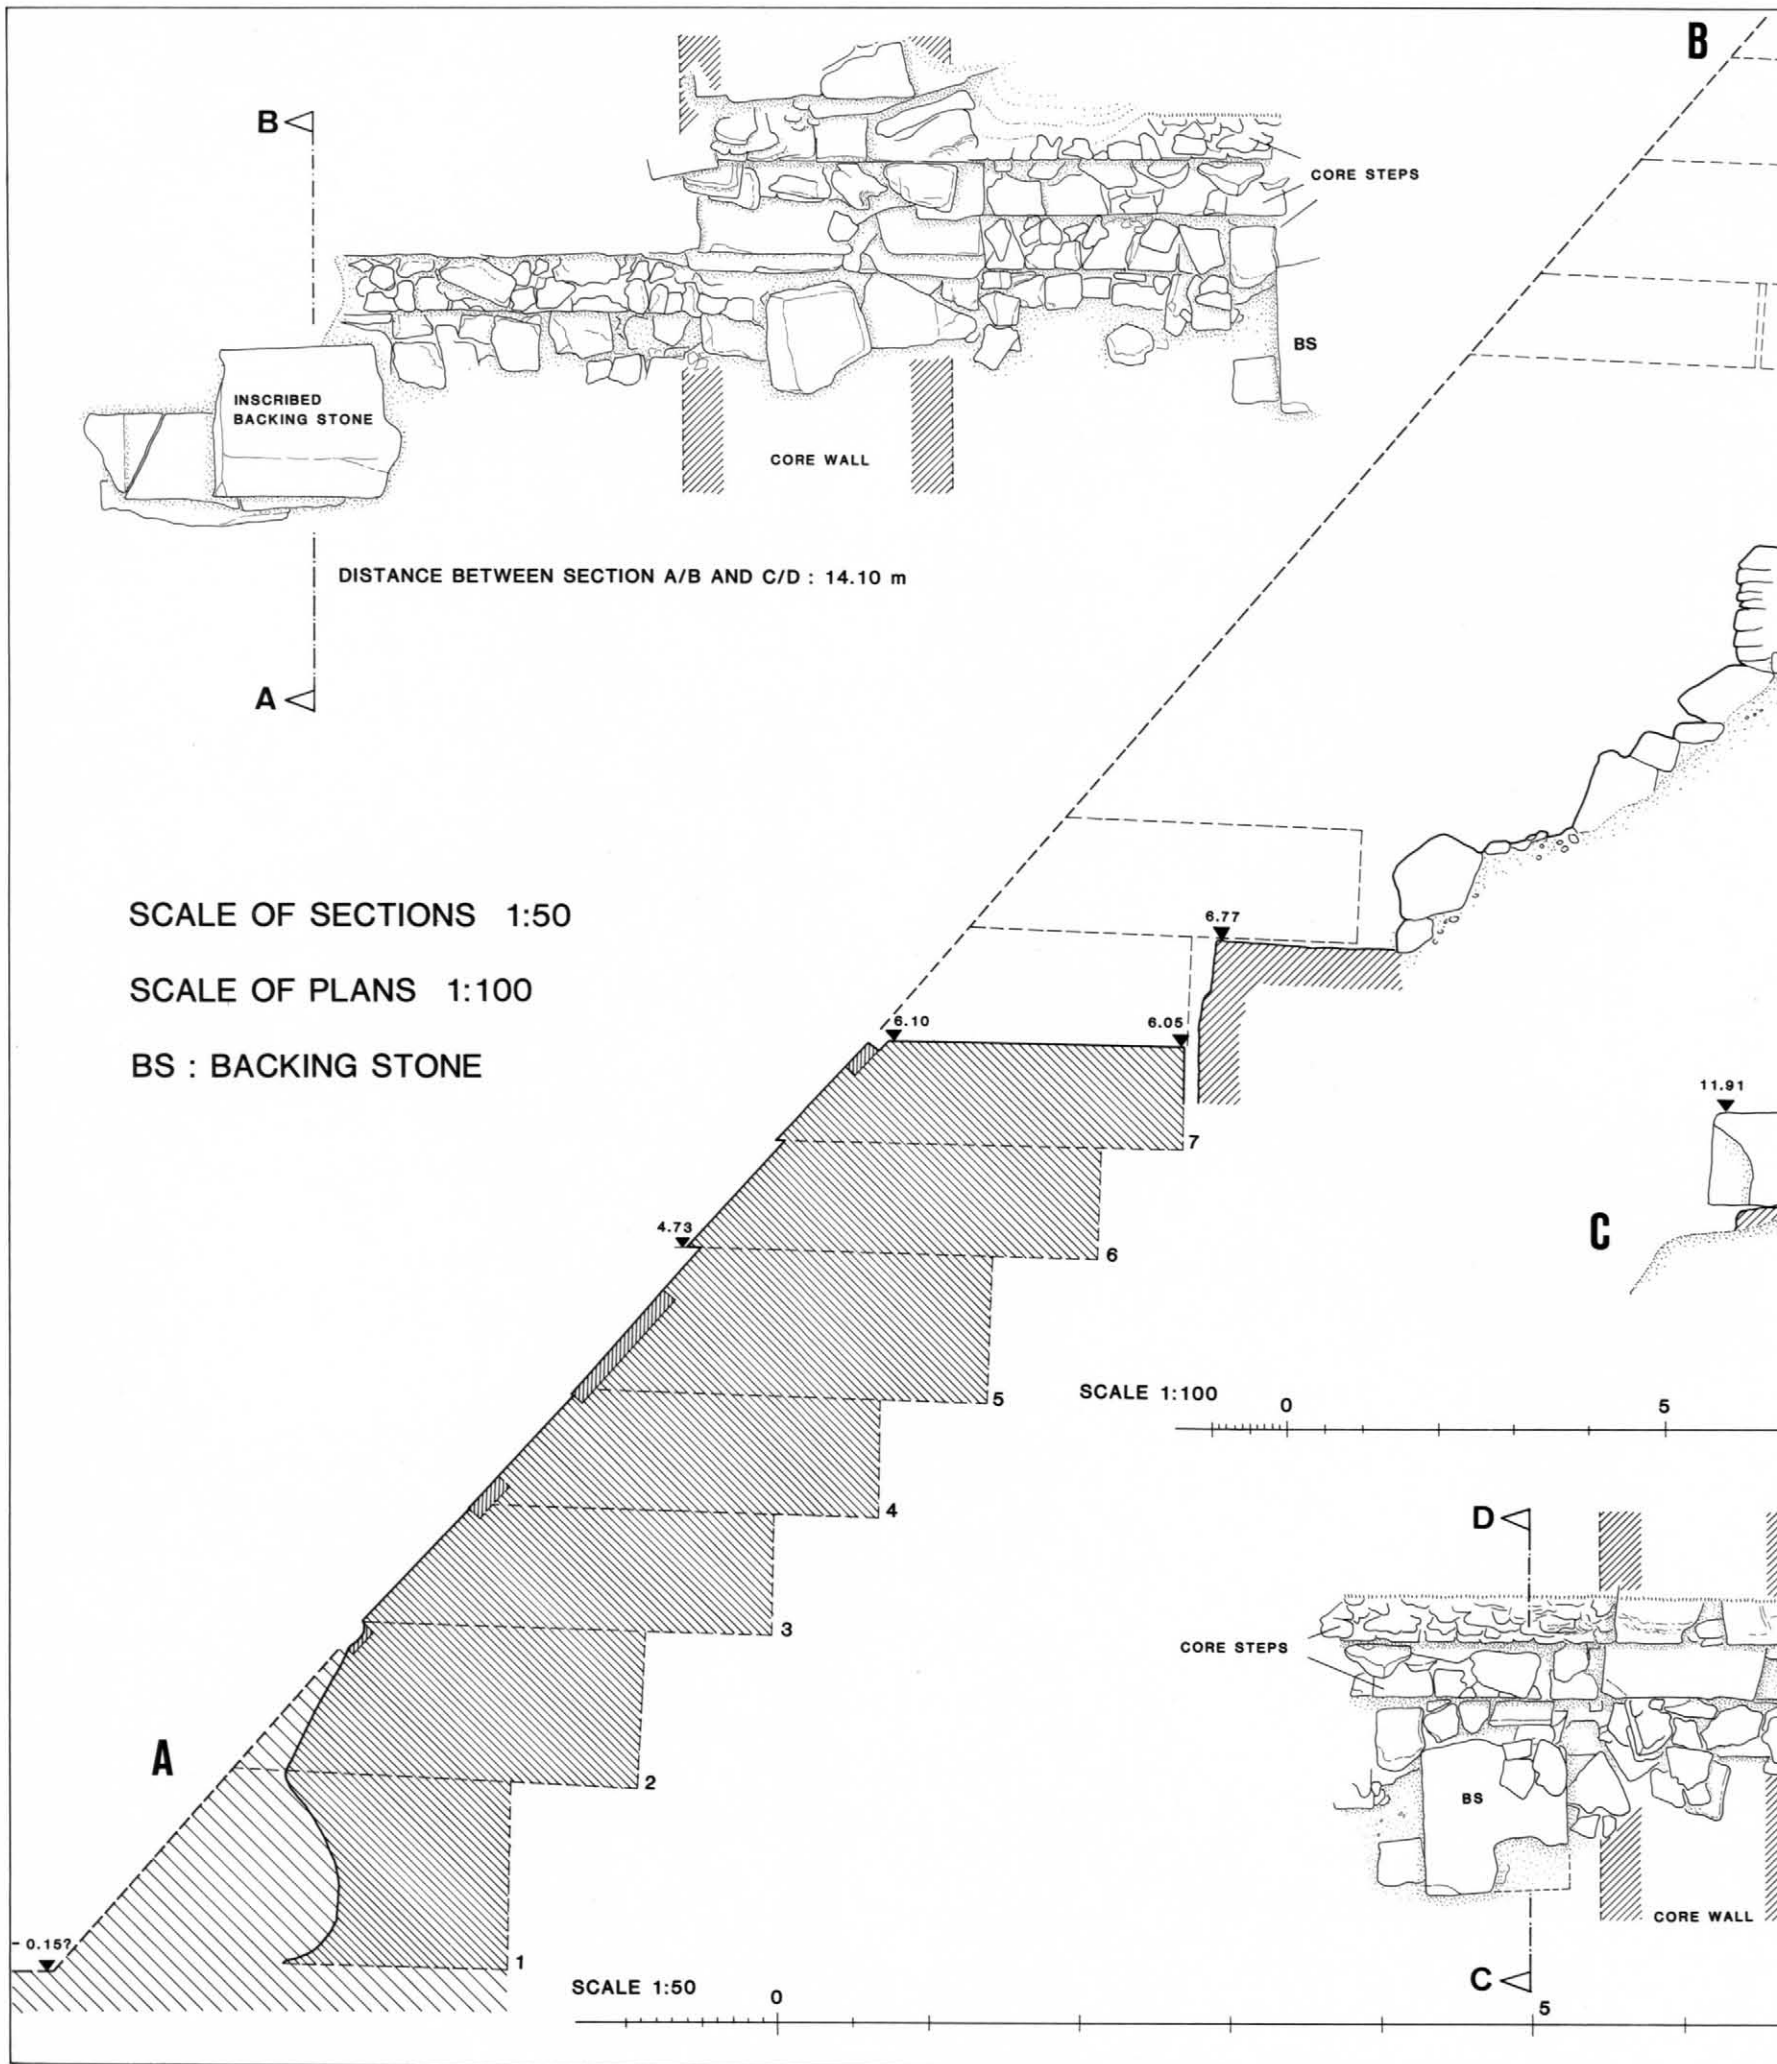 B
B
CORE STEPS
BS
INSCRIBED
BACKING STONE
CORE WALL
DISTANCE BETWEEN SECTION A/B AND C/D : 14.10 m
A
SCALE OF SECTIONS 1:50
6.77
SCALE OF PLANS 1:100
6.10
6.05
BS : BACKING STONE
11.91
7
4.73
C
6
SCALE 1:100
0
5
5
4
D
3
CORE STEPS
A
2
BS
CORE WALL
- 0.15?
1
C
SCALE 1:50
0
5